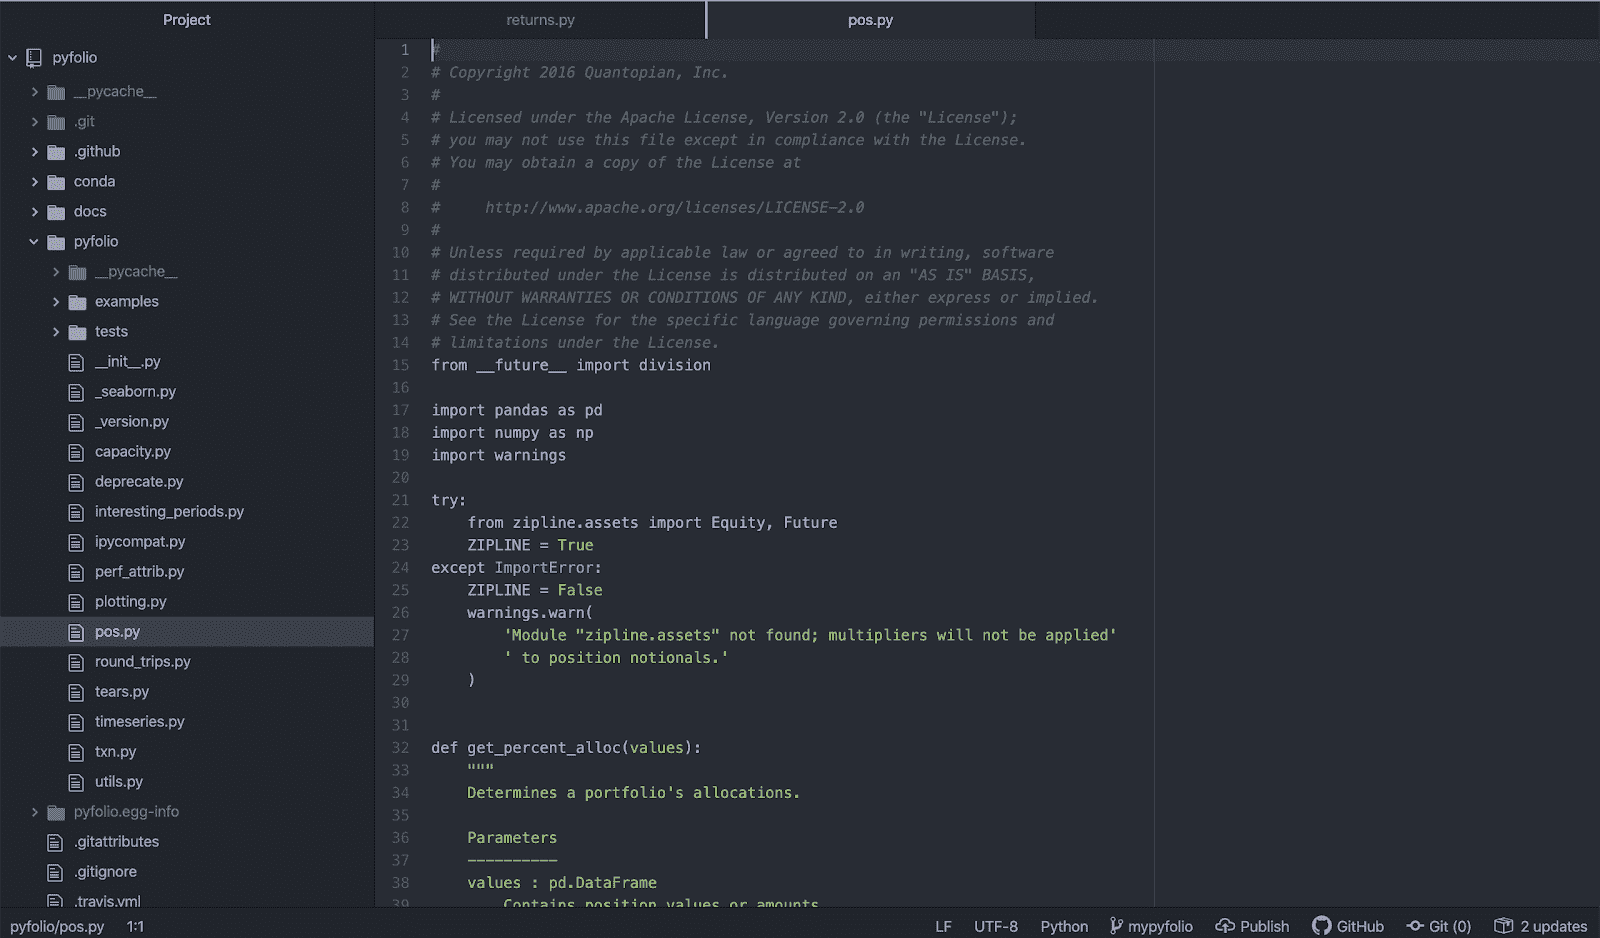 Project
returns.py
pos.py
pyfolio
__pycache__
.git
.github
conda
docs
pyfolio
__pycache__
examples
tests
__init__.py
_seaborn.py
_version.py
capacity.py
deprecate.py
interesting_periods.py
ipycompat.py
perf_attrib.py
plotting.py
pos.py
round_trips.py
tears.py
timeseries.py
txn.py
utils.py
pyfolio.egg-info
.gitattributes
.gitignore
.travis.yml
1 #
2 # Copyright 2016 Quantopian, Inc.
3 #
4 # Licensed under the Apache License, Version 2.0 (the "License");
5 # you may not use this file except in compliance with the License.
6 # You may obtain a copy of the License at
7 #
8 #     http://www.apache.org/licenses/LICENSE-2.0
9 #
10 # Unless required by applicable law or agreed to in writing, software
11 # distributed under the License is distributed on an "AS IS" BASIS,
12 # WITHOUT WARRANTIES OR CONDITIONS OF ANY KIND, either express or implied.
13 # See the License for the specific language governing permissions and
14 # limitations under the License.
15 from __future__ import division
16
17 import pandas as pd
18 import numpy as np
19 import warnings
20
21 try:
22     from zipline.assets import Equity, Future
23     ZIPLINE = True
24 except ImportError:
25     ZIPLINE = False
26     warnings.warn(
27         'Module "zipline.assets" not found; multipliers will not be applied'
28         ' to position notionals.'
29     )
30
31
32 def get_percent_alloc(values):
33     """
34     Determines a portfolio's allocations.
35
36     Parameters
37     ----------
38     values : pd.DataFrame
39         Contains position values or amounts
pyfolio/pos.py 1:1 LF UTF-8 Python mypyfolio Publish GitHub Git (0) 2 updates